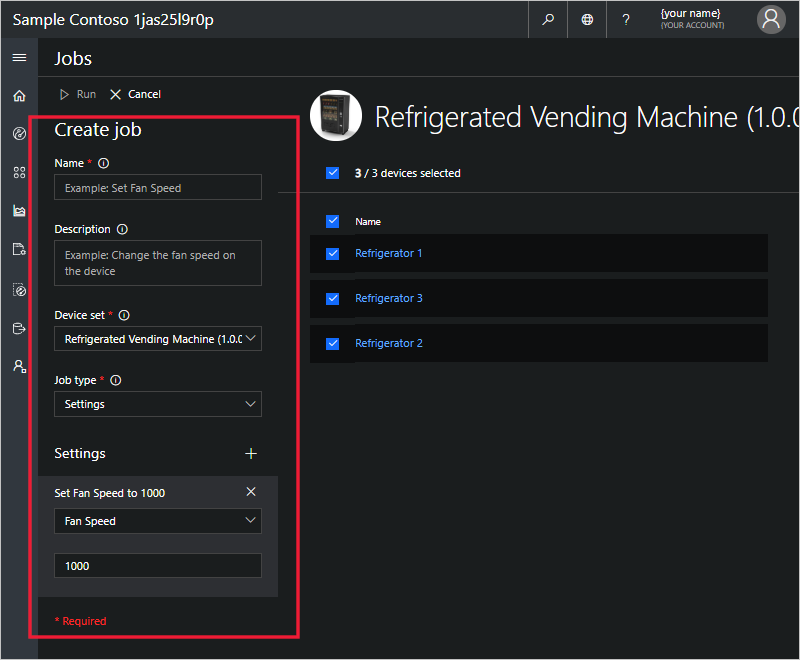 Sample Contoso 1jas25l9r0p
?
{your name}
(YOUR ACCOUNT)
Jobs
Run
Cancel
Create job
Name *
Example: Set Fan Speed
Description
Example: Change the fan speed on
the device
Device set *
Refrigerated Vending Machine (1.0.0
Job type *
Settings
Settings
Set Fan Speed to 1000
Fan Speed
1000
* Required
Refrigerated Vending Machine (1.0.0
3 / 3 devices selected
Name
Refrigerator 1
Refrigerator 3
Refrigerator 2